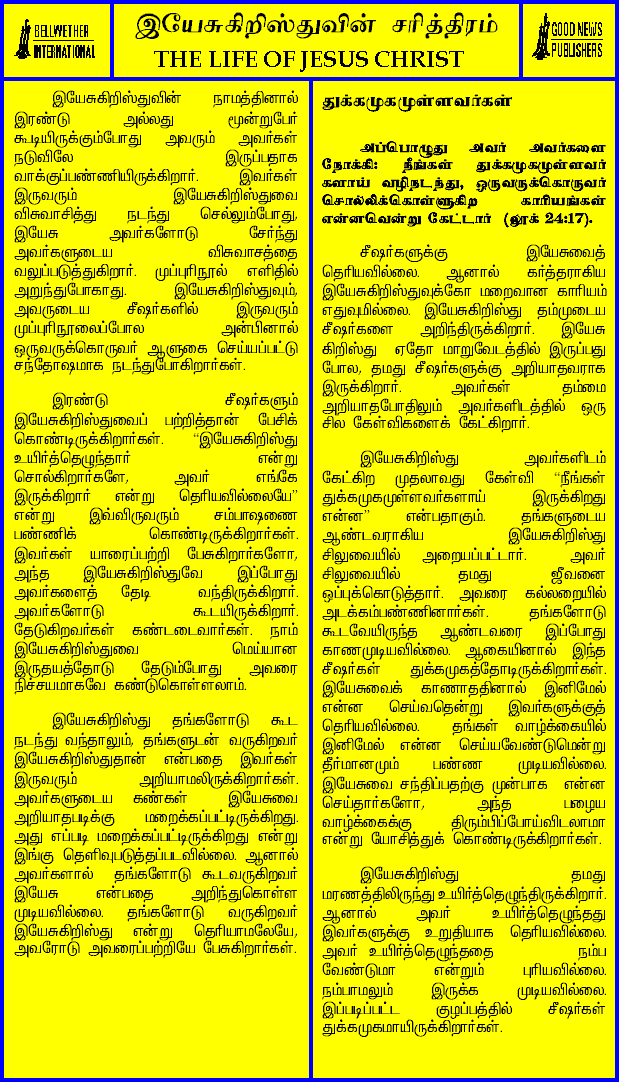 BELLWETHER
INTERNATIONAL
இயேசுகிறிஸ்துவின் சரித்திரம்
THE LIFE OF JESUS CHRIST
GOOD NEWS
PUBLISHERS
இயேசுகிறிஸ்துவின் நாமத்தினால்
இரண்டு அல்லது மூன்றுபேர்
கூடியிருக்கும்போது அவரும் அவர்கள்
நடுவிலே இருப்பதாக
வாக்குப்பண்ணியிருக்கிறார். இவர்கள்
இருவரும் இயேசுகிறிஸ்துவை
விசுவாசித்து நடந்து செல்லும்போது,
இயேசு அவர்களோடு சேர்ந்து
அவர்களுடைய விசுவாசத்தை
வலுப்படுத்துகிறார். முப்புரிநூல் எளிதில்
அறுந்துபோகாது. இயேசுகிறிஸ்துவும்,
அவருடைய சீஷர்களில் இருவரும்
முப்புரிநூலைப்போல அன்பினால்
ஒருவருக்கொருவர் ஆளுகை செய்யப்பட்டு
சந்தோஷமாக நடந்துபோகிறார்கள்.
இரண்டு சீஷர்களும்
இயேசுகிறிஸ்துவைப் பற்றித்தான் பேசிக்
கொண்டிருக்கிறார்கள். “இயேசுகிறிஸ்து
உயிர்த்தெழுந்தார் என்று
சொல்கிறார்களே, அவர் எங்கே
இருக்கிறார் என்று தெரியவில்லையே”
என்று இவ்விருவரும் சம்பாஷணை
பண்ணிக் கொண்டிருக்கிறார்கள்.
இவர்கள் யாரைப்பற்றி பேசுகிறார்களோ,
அந்த இயேசுகிறிஸ்துவே இப்போது
அவர்களைத் தேடி வந்திருக்கிறார்.
அவர்களோடு கூடயிருக்கிறார்.
தேடுகிறவர்கள் கண்டடைவார்கள். நாம்
இயேசுகிறிஸ்துவை மெய்யான
இருதயத்தோடு தேடும்போது அவரை
நிச்சயமாகவே கண்டுகொள்ளலாம்.
இயேசுகிறிஸ்து தங்களோடு கூட
நடந்து வந்தாலும், தங்களுடன் வருகிறவர்
இயேசுகிறிஸ்துதான் என்பதை இவர்கள்
இருவரும் அறியாமலிருக்கிறார்கள்.
அவர்களுடைய கண்கள் இயேசுவை
அறியாதபடிக்கு மறைக்கப்பட்டிருக்கிறது.
அது எப்படி மறைக்கப்பட்டிருக்கிறது என்று
இங்கு தெளிவுபடுத்தப்படவில்லை. ஆனால்
அவர்களால் தங்களோடு கூடவருகிறவர்
இயேசு என்பதை அறிந்துகொள்ள
முடியவில்லை. தங்களோடு வருகிறவர்
இயேசுகிறிஸ்து என்று தெரியாமலேயே,
அவரோடு அவரைப்பற்றியே பேசுகிறார்கள்.
துக்கமுகமுள்ளவர்கள்
அப்பொழுது அவர் அவர்களை
நோக்கி: நீங்கள் துக்கமுகமுள்ளவர்
களாய் வழிநடந்து, ஒருவருக்கொருவர்
சொல்லிக்கொள்ளுகிற காரியங்கள்
என்னவென்று கேட்டார் (லூக் 24:17).
சீஷர்களுக்கு இயேசுவைத்
தெரியவில்லை. ஆனால் கர்த்தராகிய
இயேசுகிறிஸ்துவுக்கோ மறைவான காரியம்
எதுவுமில்லை. இயேசுகிறிஸ்து தம்முடைய
சீஷர்களை அறிந்திருக்கிறார். இயேசு
கிறிஸ்து ஏதோ மாறுவேடத்தில் இருப்பது
போல, தமது சீஷர்களுக்கு அறியாதவராக
இருக்கிறார். அவர்கள் தம்மை
அறியாதபோதிலும் அவர்களிடத்தில் ஒரு
சில கேள்விகளைக் கேட்கிறார்.
இயேசுகிறிஸ்து அவர்களிடம்
கேட்கிற முதலாவது கேள்வி “நீங்கள்
துக்கமுகமுள்ளவர்களாய் இருக்கிறது
என்ன” என்பதாகும். தங்களுடைய
ஆண்டவராகிய இயேசுகிறிஸ்து
சிலுவையில் அறையப்பட்டார். அவர்
சிலுவையில் தமது ஜீவனை
ஒப்புக்கொடுத்தார். அவரை கல்லறையில்
அடக்கம்பண்ணினார்கள். தங்களோடு
கூடவேயிருந்த ஆண்டவரை இப்போது
காணமுடியவில்லை. ஆகையினால் இந்த
சீஷர்கள் துக்கமுகத்தோடிருக்கிறார்கள்.
இயேசுவைக் காணாததினால் இனிமேல்
என்ன செய்வதென்று இவர்களுக்குத்
தெரியவில்லை. தங்கள் வாழ்க்கையில்
இனிமேல் என்ன செய்யவேண்டுமென்று
தீர்மானமும் பண்ண முடியவில்லை.
இயேசுவை சந்திப்பதற்கு முன்பாக என்ன
செய்தார்களோ, அந்த பழைய
வாழ்க்கைக்கு திரும்பிப்போய்விடலாமா
என்று யோசித்துக் கொண்டிருக்கிறார்கள்.
இயேசுகிறிஸ்து தமது
மரணத்திலிருந்து உயிர்த்தெழுந்திருக்கிறார்.
ஆனால் அவர் உயிர்த்தெழுந்தது
இவர்களுக்கு உறுதியாக தெரியவில்லை.
அவர் உயிர்த்தெழுந்ததை நம்ப
வேண்டுமா என்றும் புரியவில்லை.
நம்பாமலும் இருக்க முடியவில்லை.
இப்படிப்பட்ட குழப்பத்தில் சீஷர்கள்
துக்கமுகமாயிருக்கிறார்கள்.